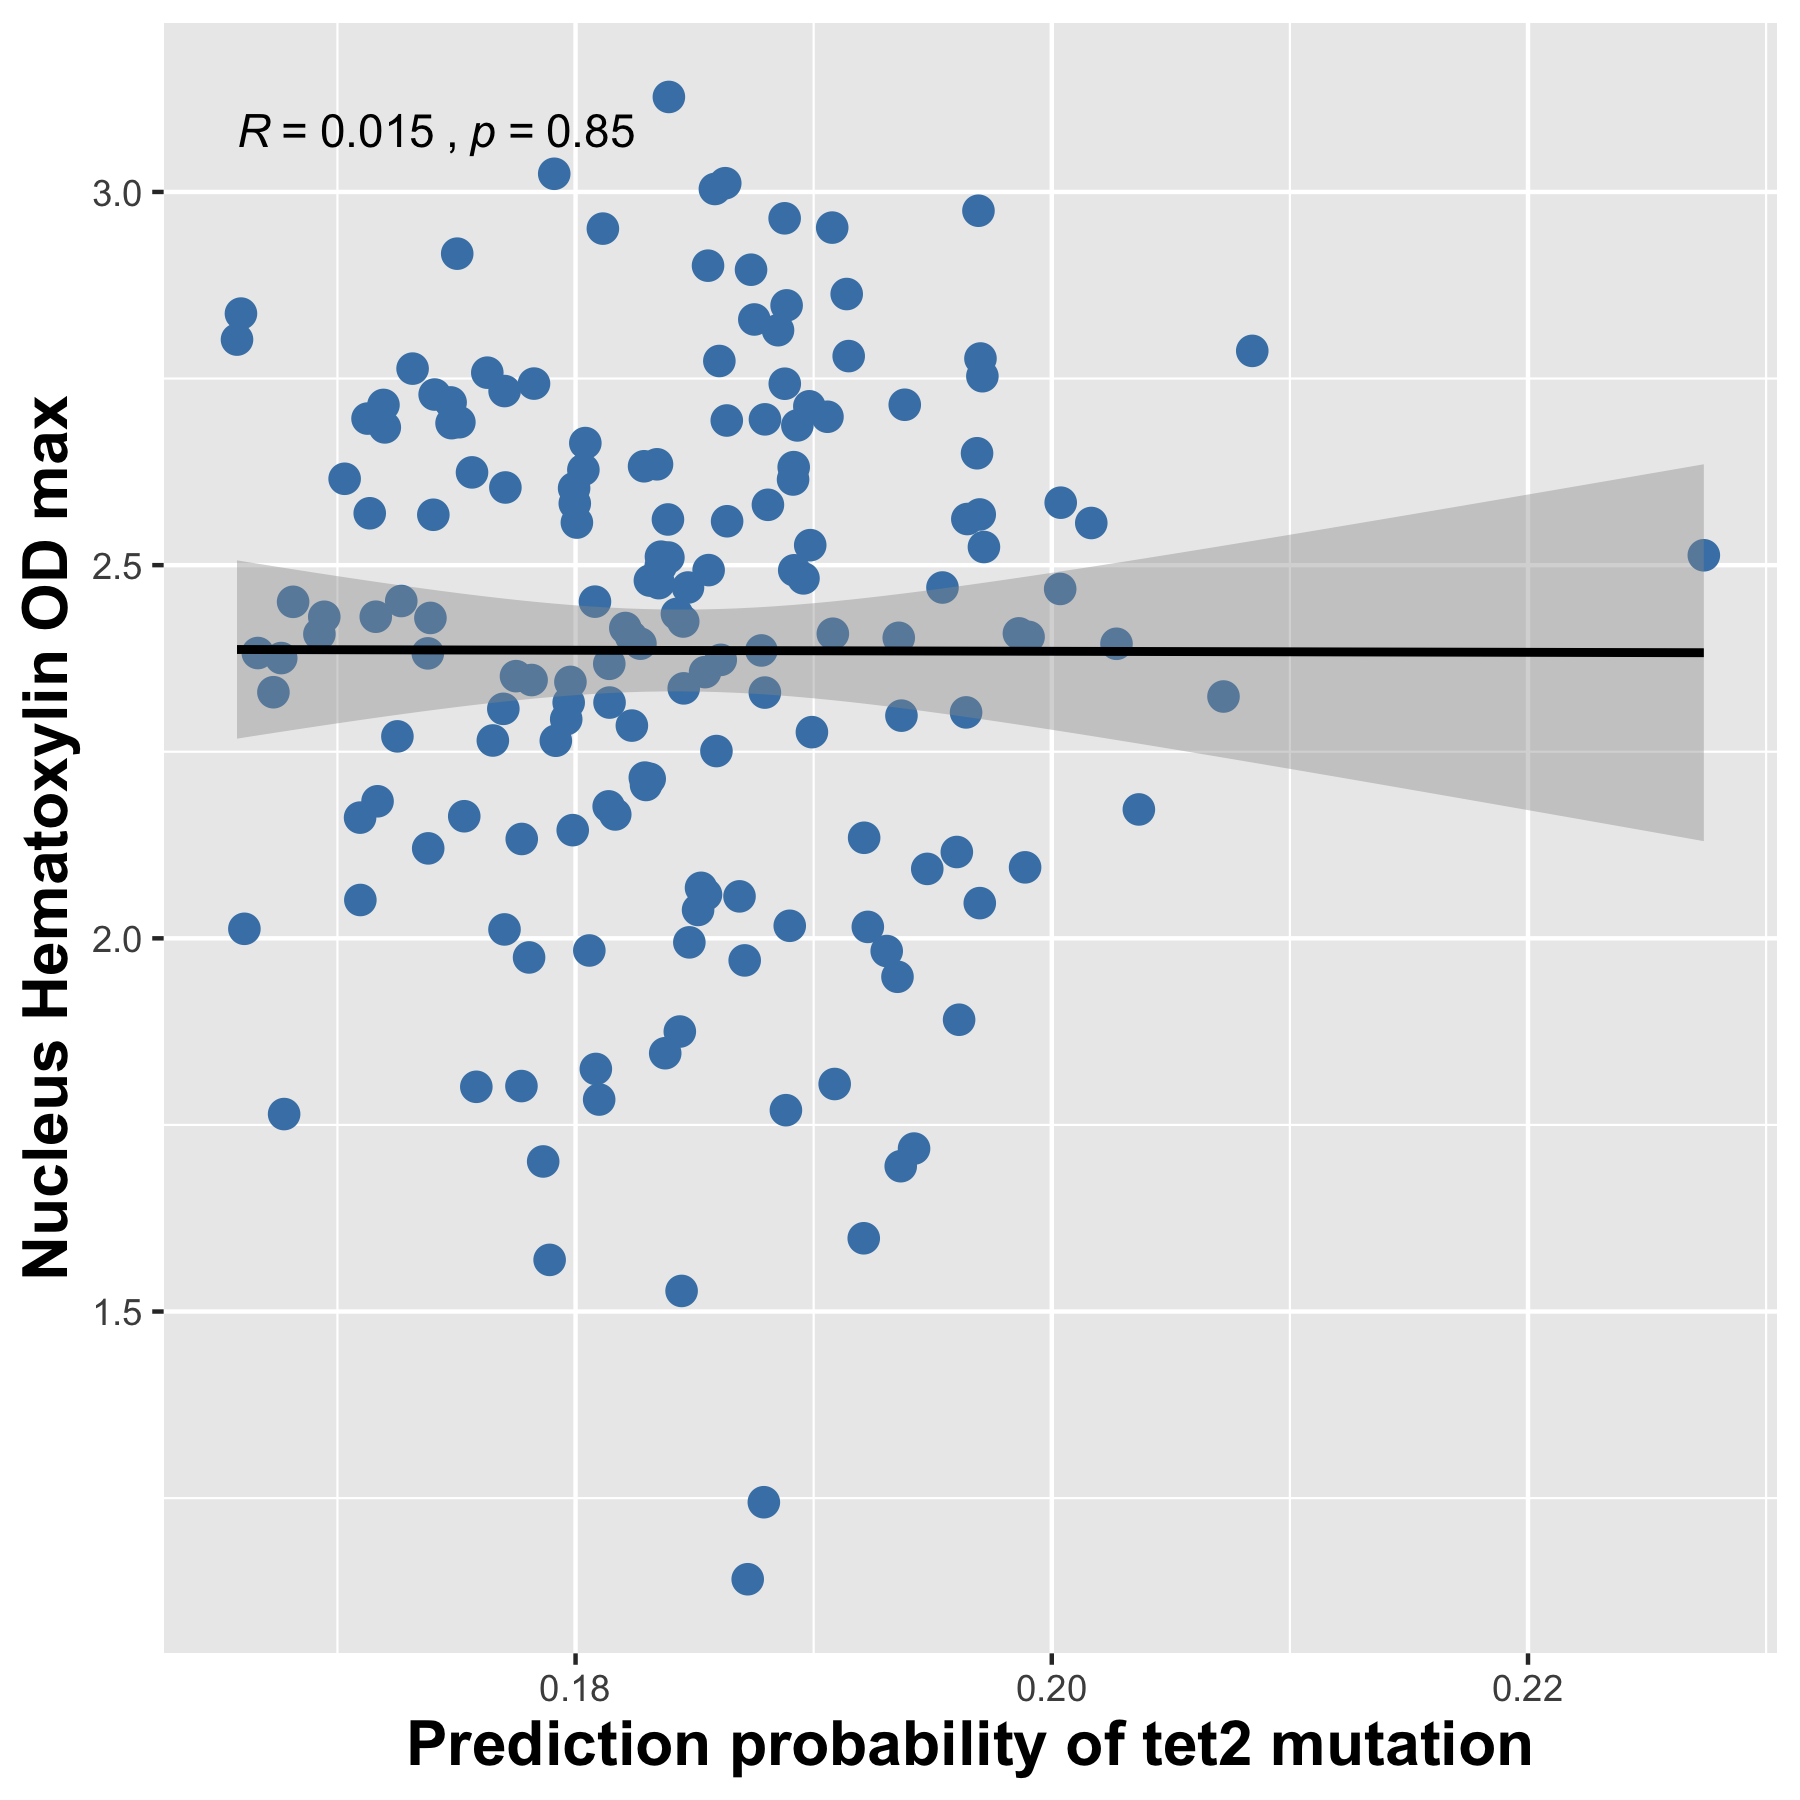 R = 0.015 , p = 0.85
3.0
2.5
2.0
1.5
Nucleus Hematoxylin OD max
0.18
0.20
0.22
Prediction probability of tet2 mutation